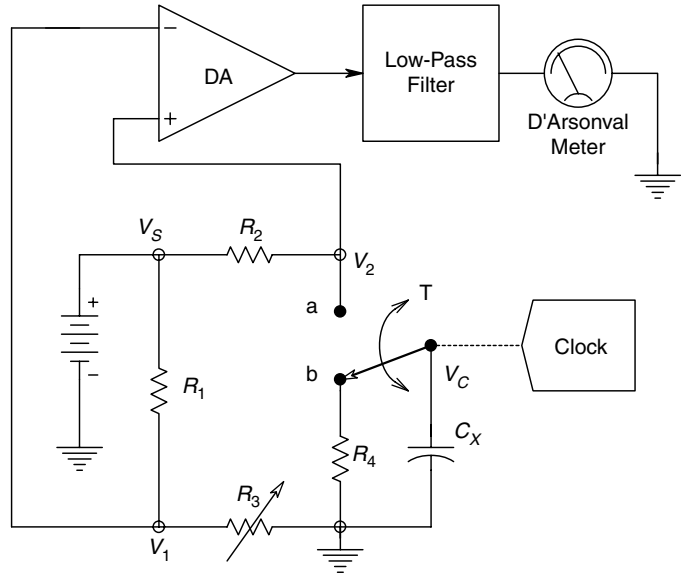 −
DA
+
Low-Pass
Filter
D'Arsonval
Meter
V_S
R_2
V_2
a
T
+
−
R_1
b
V_C
Clock
R_4
C_X
R_3
V_1